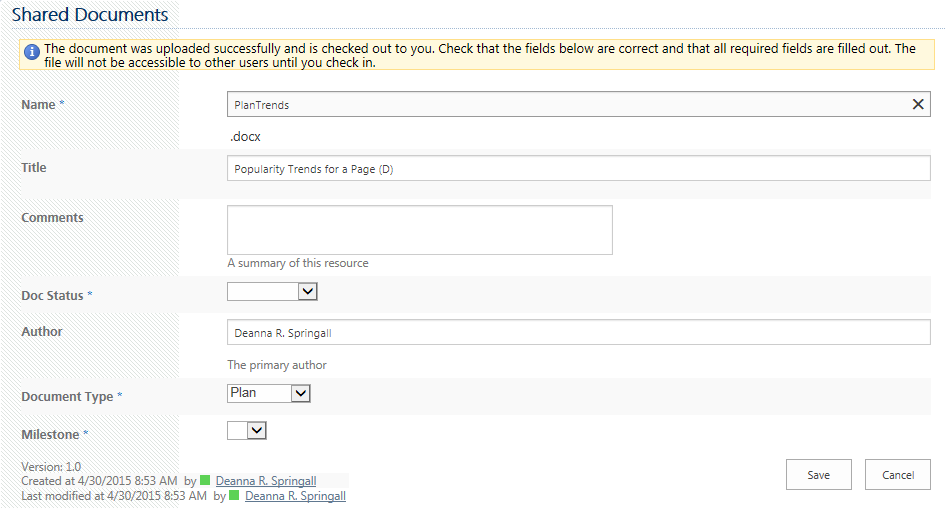 Shared Documents
The document was uploaded successfully and is checked out to you. Check that the fields below are correct and that all required fields are filled out. The
file will not be accessible to other users until you check in.
Name *
PlanTrends
.docx
Title
Popularity Trends for a Page (D)
Comments
A summary of this resource
Doc Status *
Author
Deanna R. Springall
The primary author
Document Type *
Plan
Milestone *
Version: 1.0
Created at 4/30/2015 8:53 AM by Deanna R. Springall
Last modified at 4/30/2015 8:53 AM by Deanna R. Springall
Save
Cancel